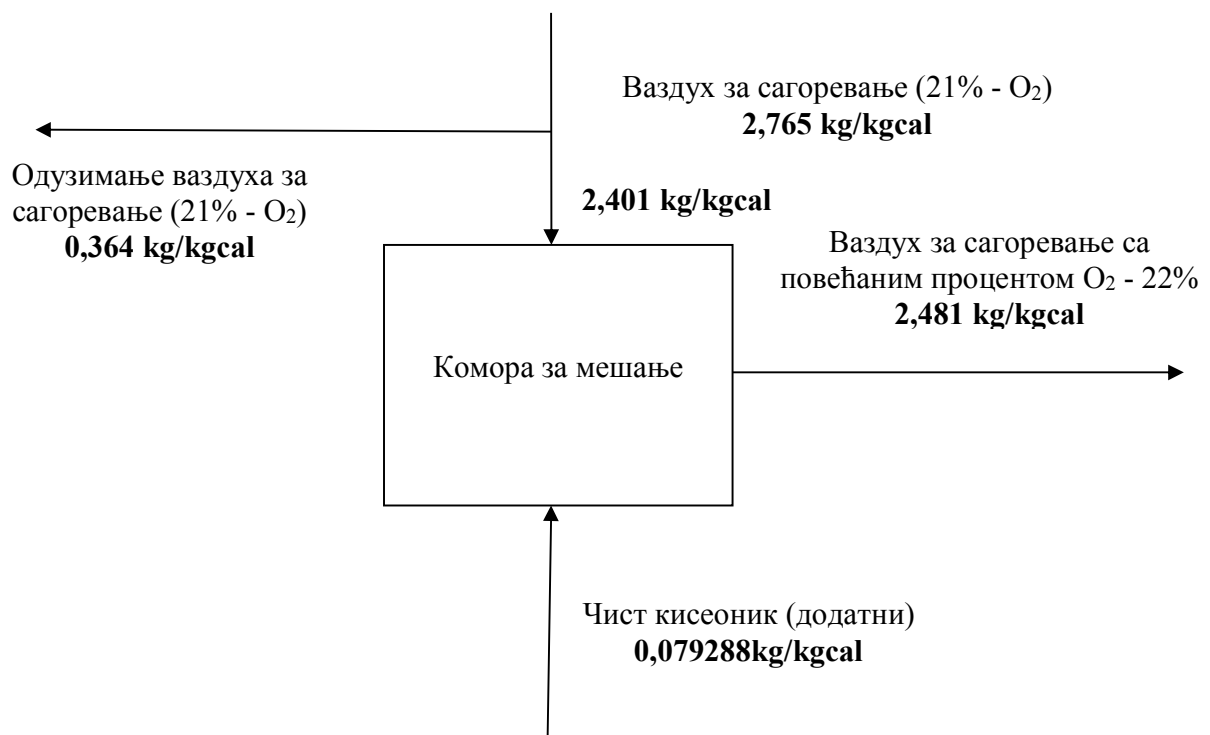 Ваздух за сагоревање (21% - O₂)
2,765 kg/kgcal
Одузимање ваздуха за
сагоревање (21% - O₂)
0,364 kg/kgcal
2,401 kg/kgcal
Ваздух за сагоревање са
повећаним процентом O₂ - 22%
2,481 kg/kgcal
Комора за мешање
Чист кисеоник (додатни)
0,079288kg/kgcal